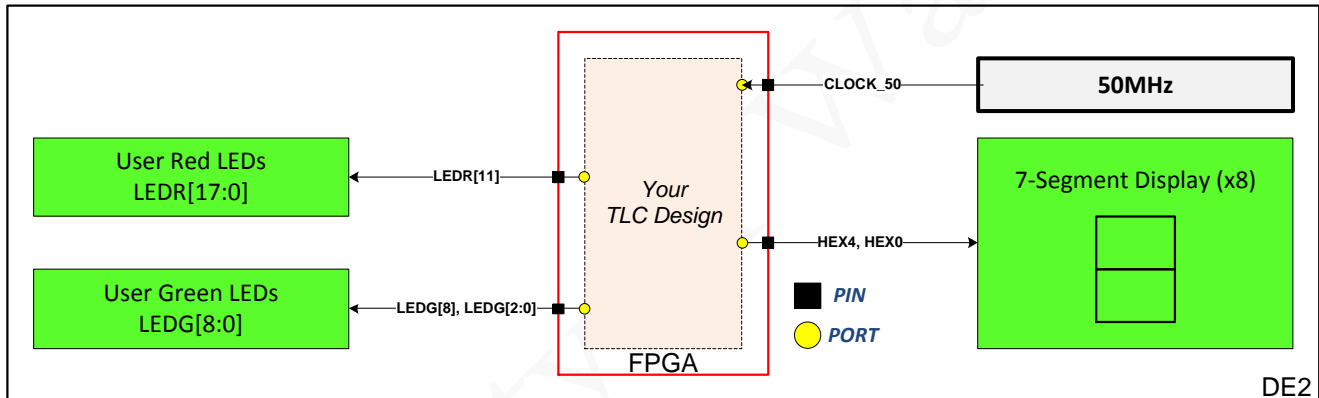 CLOCK_50
50MHz
User Red LEDs
LEDR[17:0]
LEDR[11]
Your
TLC Design
7-Segment Display (x8)
HEX4, HEX0
User Green LEDs
LEDG[8:0]
LEDG[8], LEDG[2:0]
PIN
PORT
FPGA
DE2